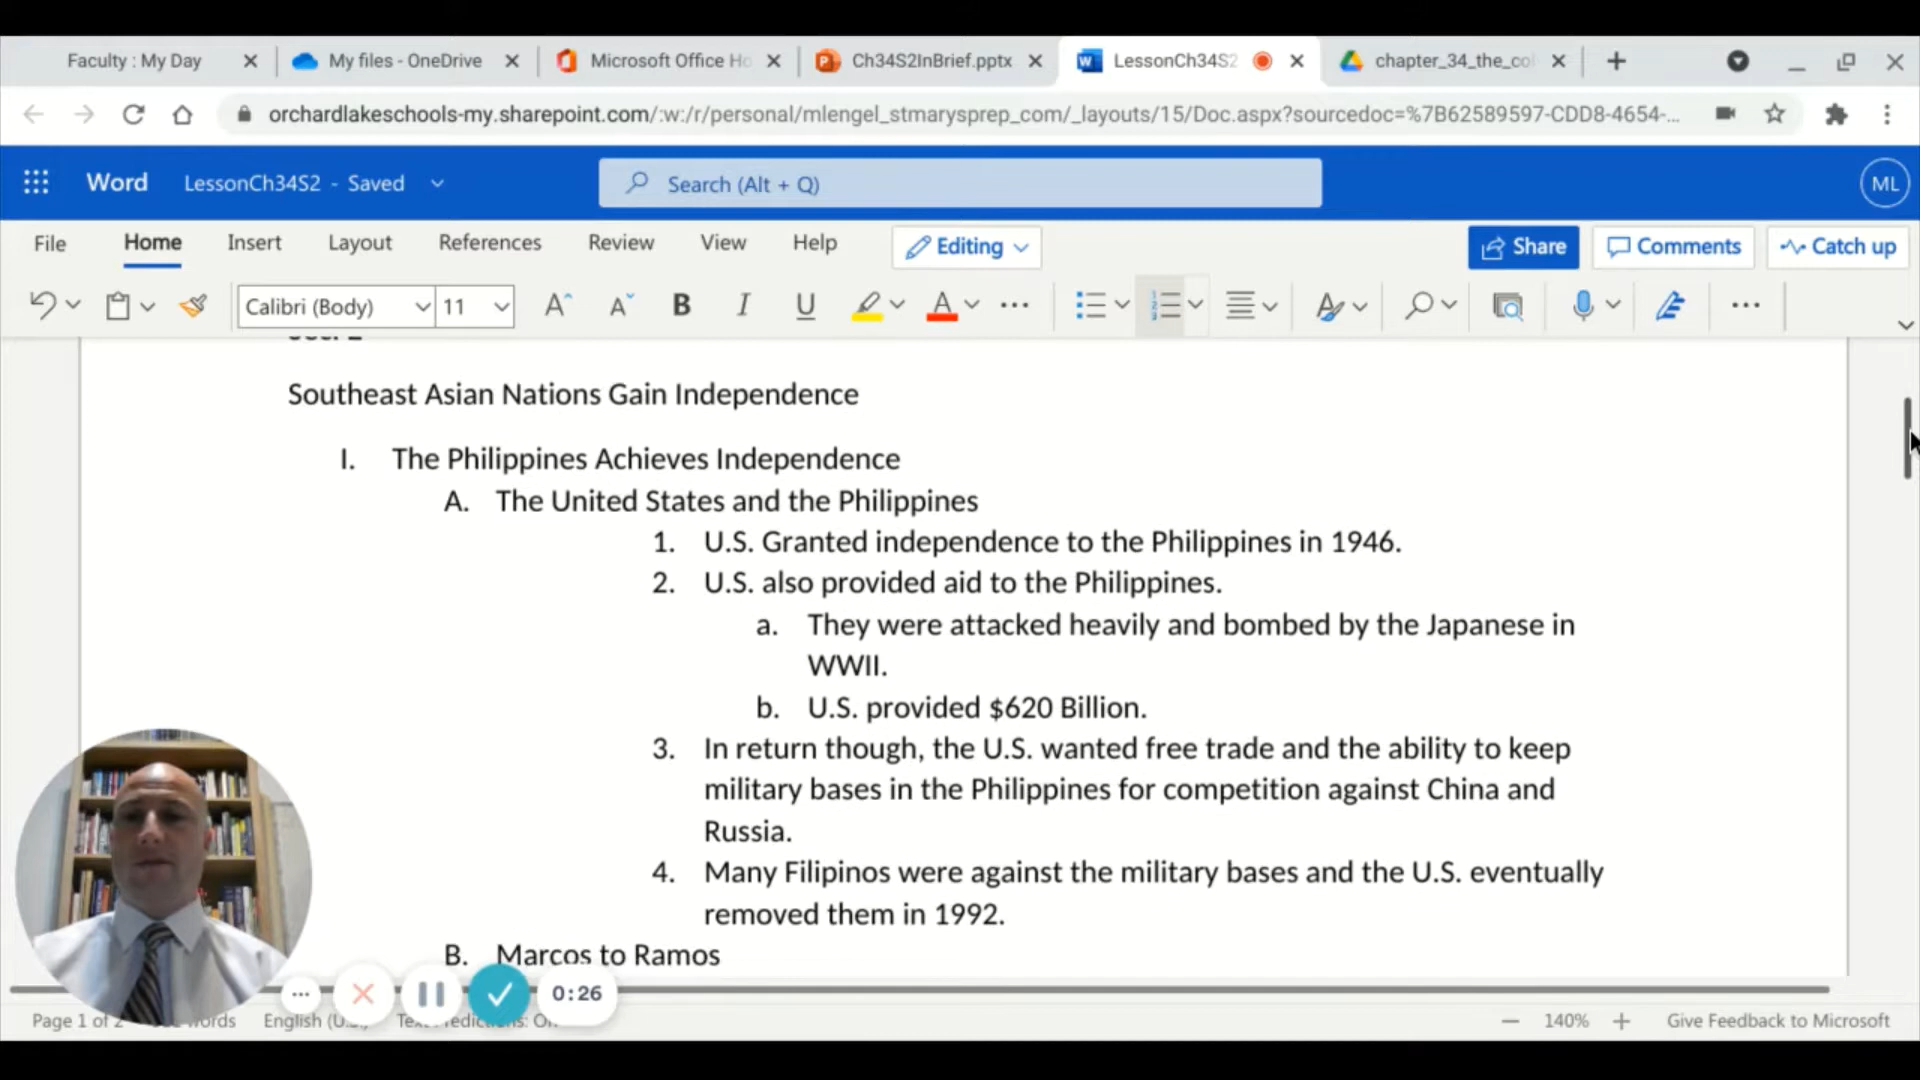 Faculty : My Day
My files - OneDrive
Microsoft Office Ho
Ch34S2InBrief.pptx
LessonCh34S2
chapter_34_the_col
orchardlakeschools-my.sharepoint.com/:w:/r/personal/mlengel_stmarysprep_com/_layouts/15/Doc.aspx?sourcedoc=%7B62589597-CDD8-4654-...
Word
LessonCh34S2 - Saved
Search (Alt + Q)
ML
File
Home
Insert
Layout
References
Review
View
Help
Editing
Share
Comments
Catch up
Calibri (Body)
11
Southeast Asian Nations Gain Independence
I. The Philippines Achieves Independence
A. The United States and the Philippines
1. U.S. Granted independence to the Philippines in 1946.
2. U.S. also provided aid to the Philippines.
a. They were attacked heavily and bombed by the Japanese in
WWII.
b. U.S. provided $620 Billion.
3. In return though, the U.S. wanted free trade and the ability to keep
military bases in the Philippines for competition against China and
Russia.
4. Many Filipinos were against the military bases and the U.S. eventually
removed them in 1992.
B. Marcos to Ramos
0:26
Page 1 of 2
words
English (U.S.)
140%
Give Feedback to Microsoft